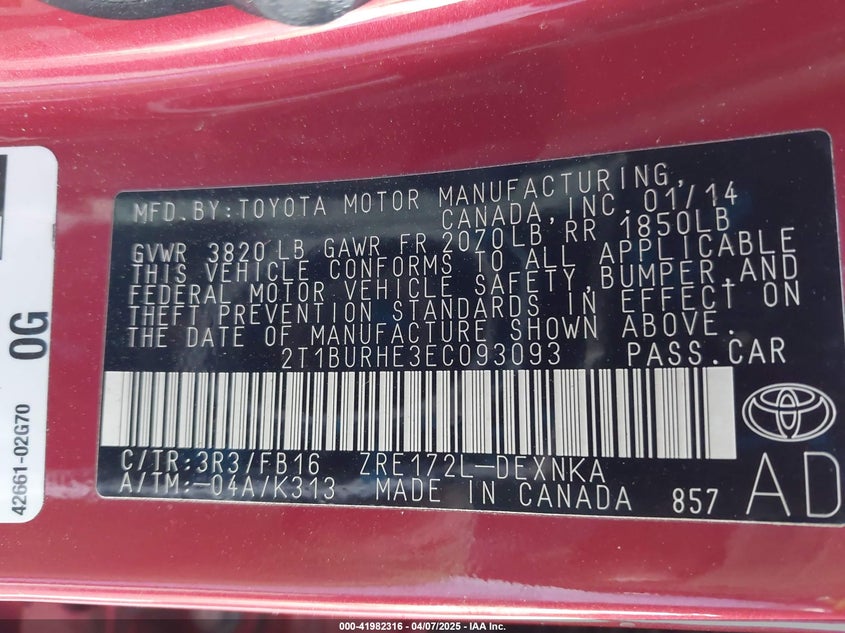 MFD.BY:TOYOTA MOTOR MANUFACTURING,
CANADA,INC. 01/14
GVWR 3820 LB GAWR FR 2070LB RR 1850LB
THIS VEHICLE CONFORMS TO ALL APPLICABLE
FEDERAL MOTOR VEHICLE SAFETY,BUMPER,AND
THEFT PREVENTION STANDARDS IN EFFECT ON
THE DATE OF MANUFACTURE SHOWN ABOVE.
2T1BURHE3EC093093 PASS.CAR
C/TR:3R3/FB16 ZRE172L-DEXNKA
A/TM:-04A/K313 MADE IN CANADA 857
AD
0G
42661-02G70
000-41982316 - 04/07/2025 - IAA Inc.